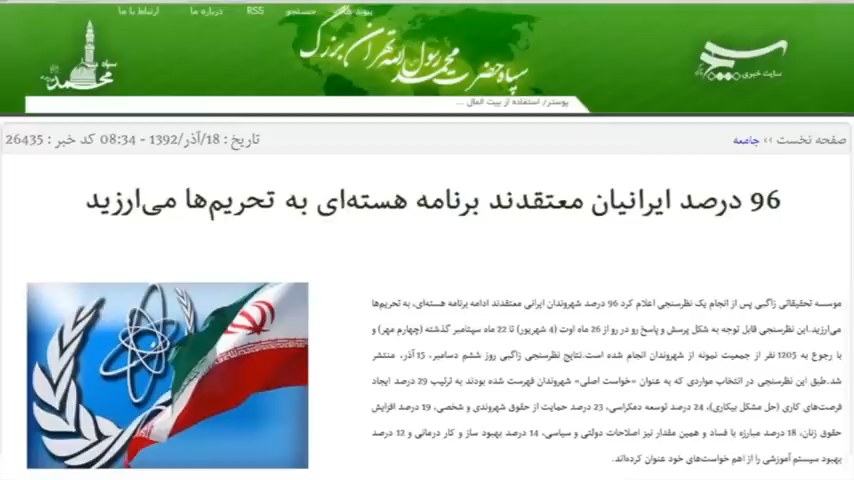 پیوندها جستجو RSS درباره ما ارتباط با ما
سپاه حضرت محمد رسول الله تهران بزرگ
سایت خبری بسیج
سپاه محمد
پوستر/ استفاده از بیت المال ...
صفحه نخست » جامعه
تاریخ : 18/آذر/1392 - 08:34 کد خبر : 26435
96 درصد ایرانیان معتقدند برنامه هسته‌ای به تحریم‌ها می‌ارزید
موسسه تحقیقاتی زاگبی پس از انجام یک نظرسنجی اعلام کرد 96 درصد شهروندان ایرانی معتقدند ادامه برنامه هسته‌ای، به تحریم‌ها
می‌ارزید.این نظرسنجی قابل توجه به شکل پرسش و پاسخ رو در رو از 26 ماه اوت (4 شهریور) تا 22 ماه سپتامبر گذشته (چهارم مهر) و
با رجوع به 1205 نفر از جمعیت نمونه از شهروندان انجام شده است.نتایج نظرسنجی زاگبی روز ششم دسامبر، 15 آذر، منتشر
شد.طبق این نظرسنجی در انتخاب مواردی که به عنوان «خواست اصلی» شهروندان فهرست شده بودند به ترتیب 29 درصد ایجاد
فرصت‌های کاری (حل مشکل بیکاری)، 24 درصد توسعه دمکراسی، 23 درصد حمایت از حقوق شهروندی و شخصی، 19 درصد افزایش
حقوق زنان، 18 درصد مبارزه با فساد و همین مقدار نیز اصلاحات دولتی و سیاسی، 14 درصد بهبود ساز و کار درمانی و 12 درصد
بهبود سیستم آموزشی را از اهم خواست‌های خود عنوان کرده‌اند.